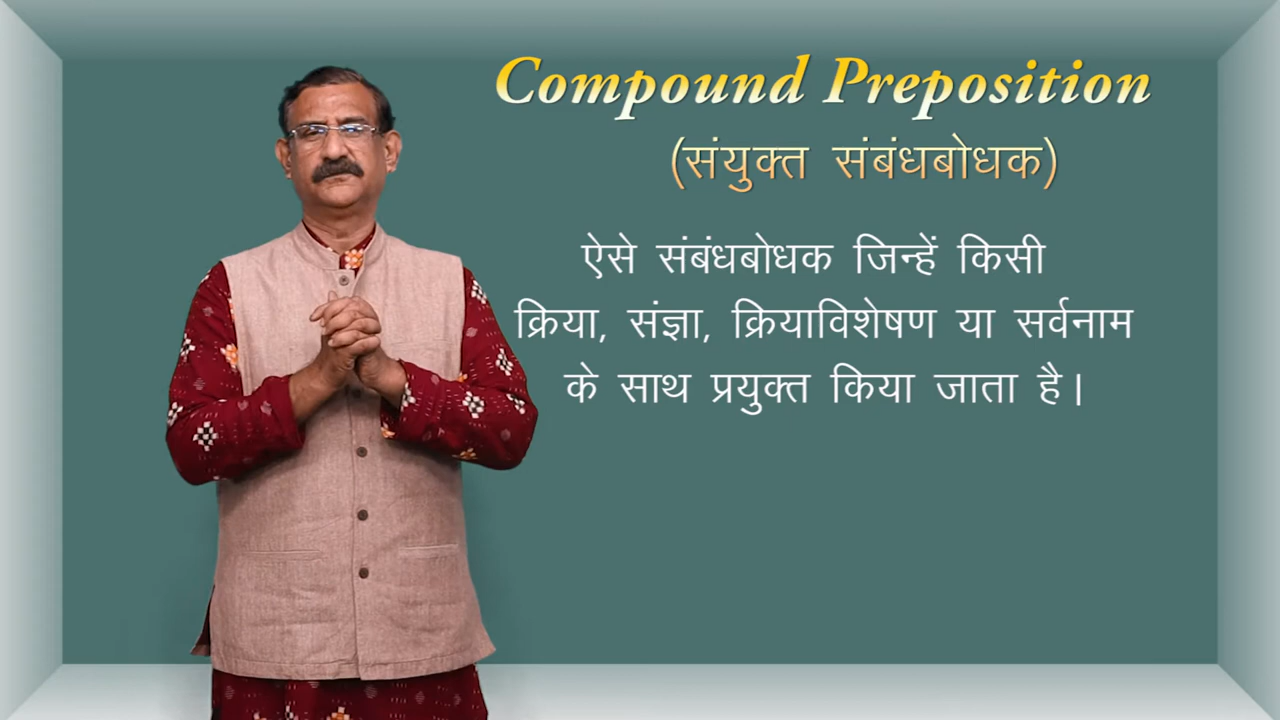 Compound Preposition
(संयुक्त संबंधबोधक)
ऐसे संबंधबोधक जिन्हें किसी
क्रिया, संज्ञा, क्रियाविशेषण या सर्वनाम
के साथ प्रयुक्त किया जाता है।